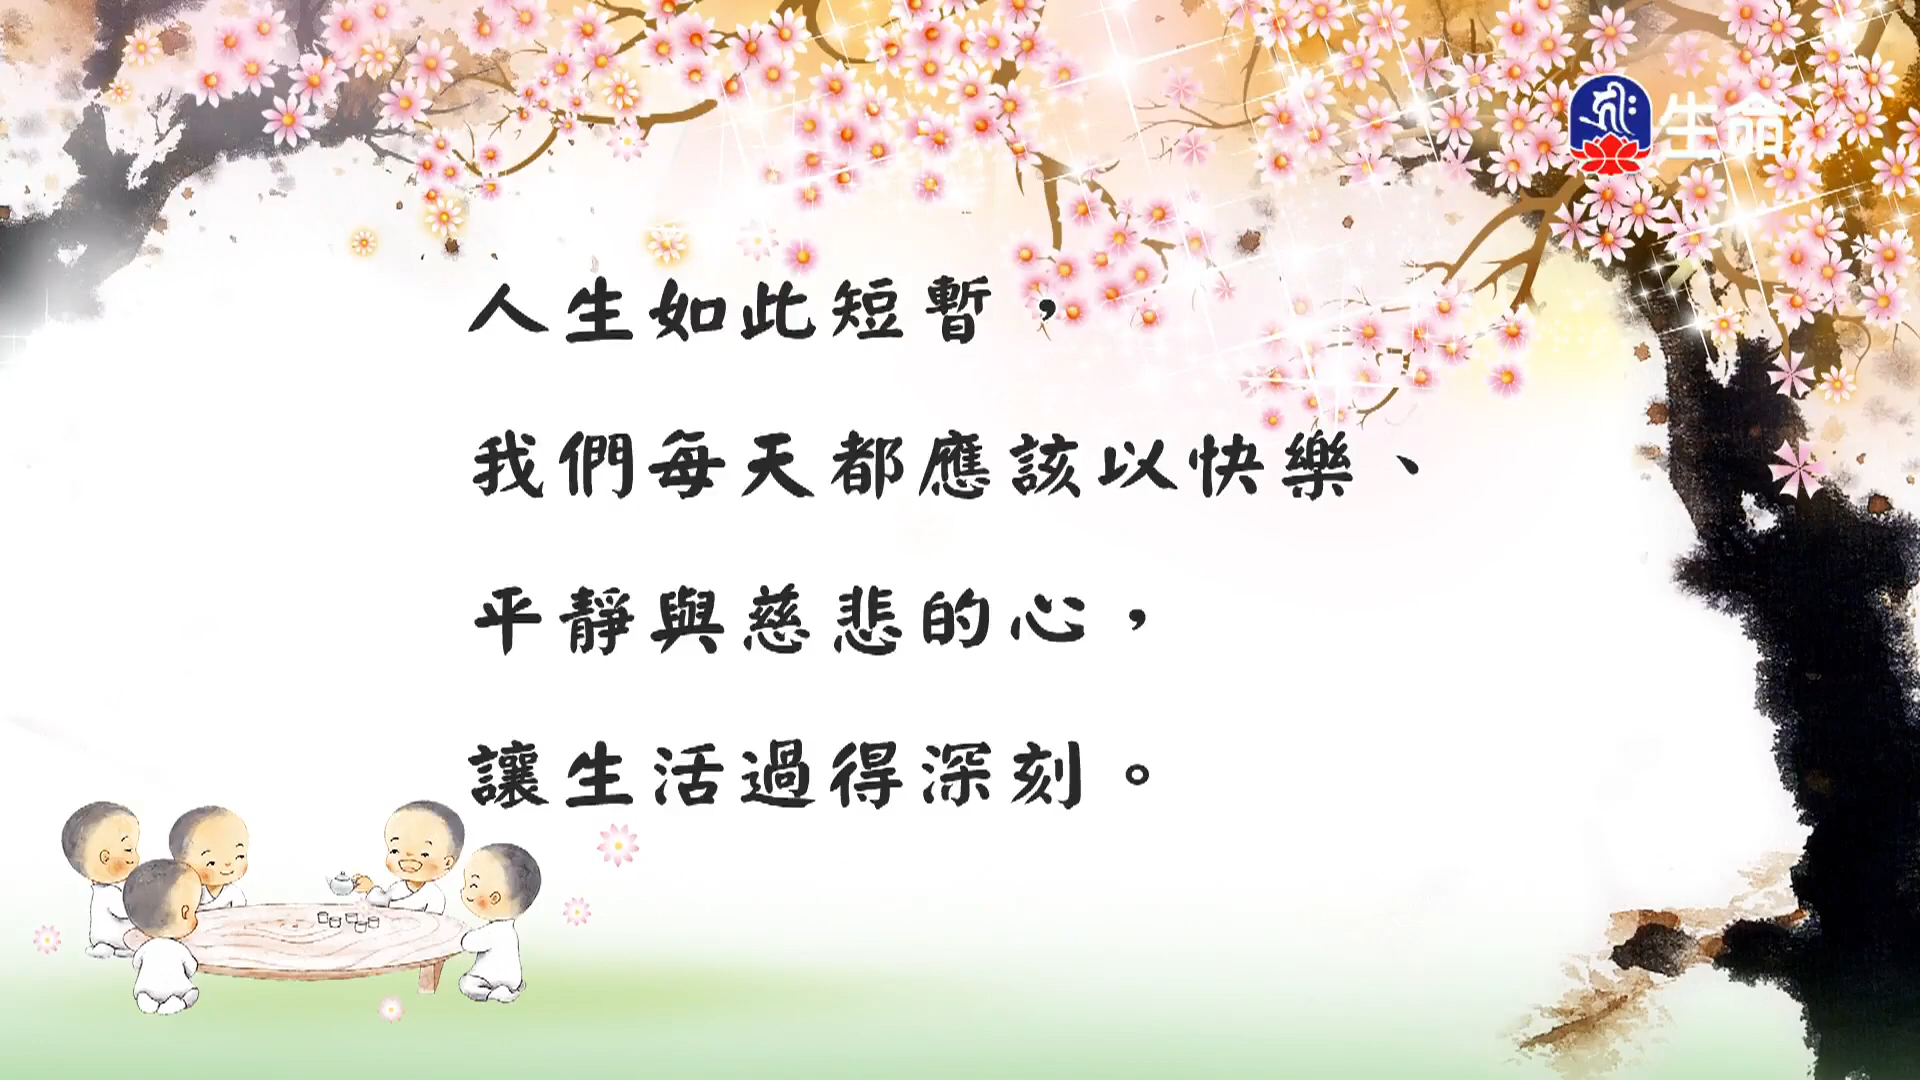 生命
人生如此短暫，
我們每天都應該以快樂、
平靜與慈悲的心，
讓生活過得深刻。